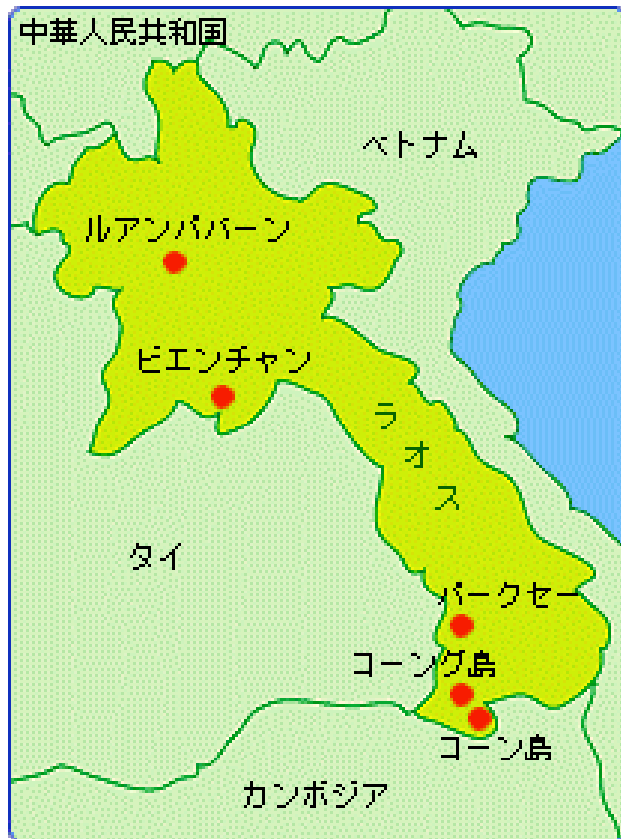 中華人民共和国
ベトナム
ルアンパバーン
ビエンチャン
ラオス
タイ
パークセー
コーング島
コーン島
カンボジア